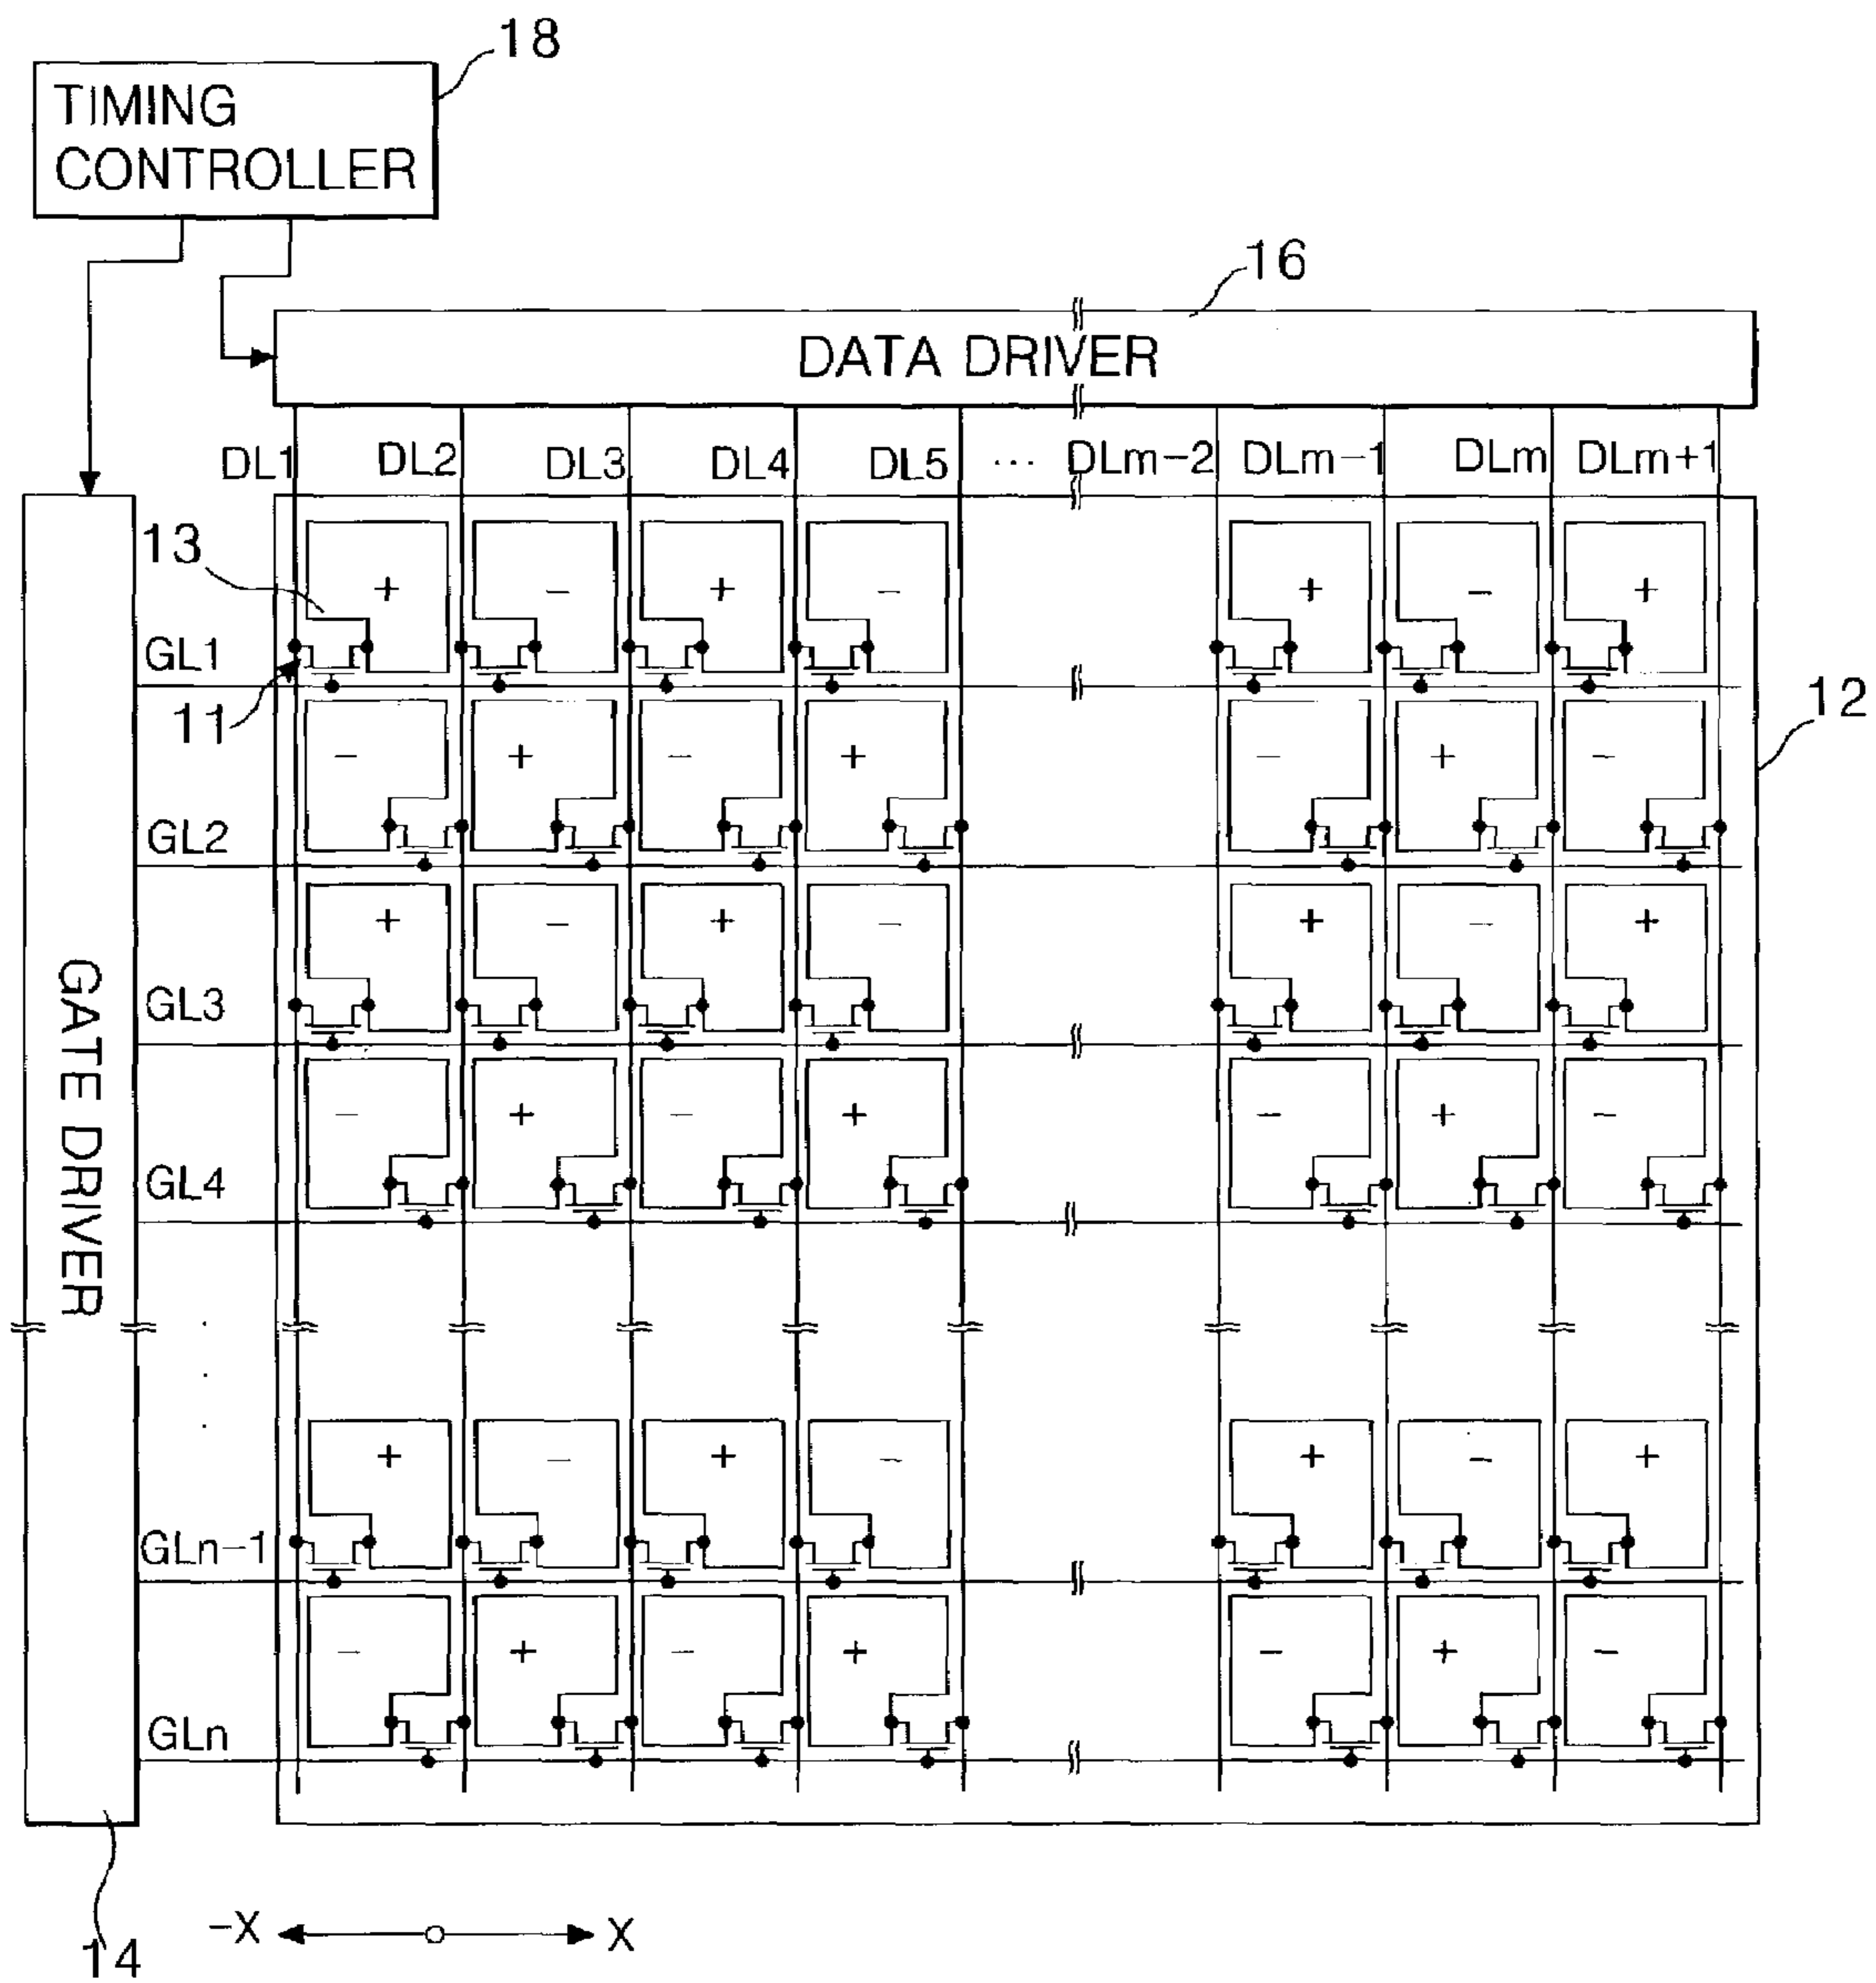 18
TIMING
CONTROLLER
16
DATA DRIVER
DL1 DL2 DL3 DL4 DL5 ... DLm-2 DLm-1 DLm DLm+1
13
+ - + - + - +
GL1
11
12
- + - + - + -
GL2
+ - + - + - +
GL3
GATE DRIVER
- + - + - + -
GL4
+ - + - + - +
GLn-1
- + - + - + -
GLn
-X X
14